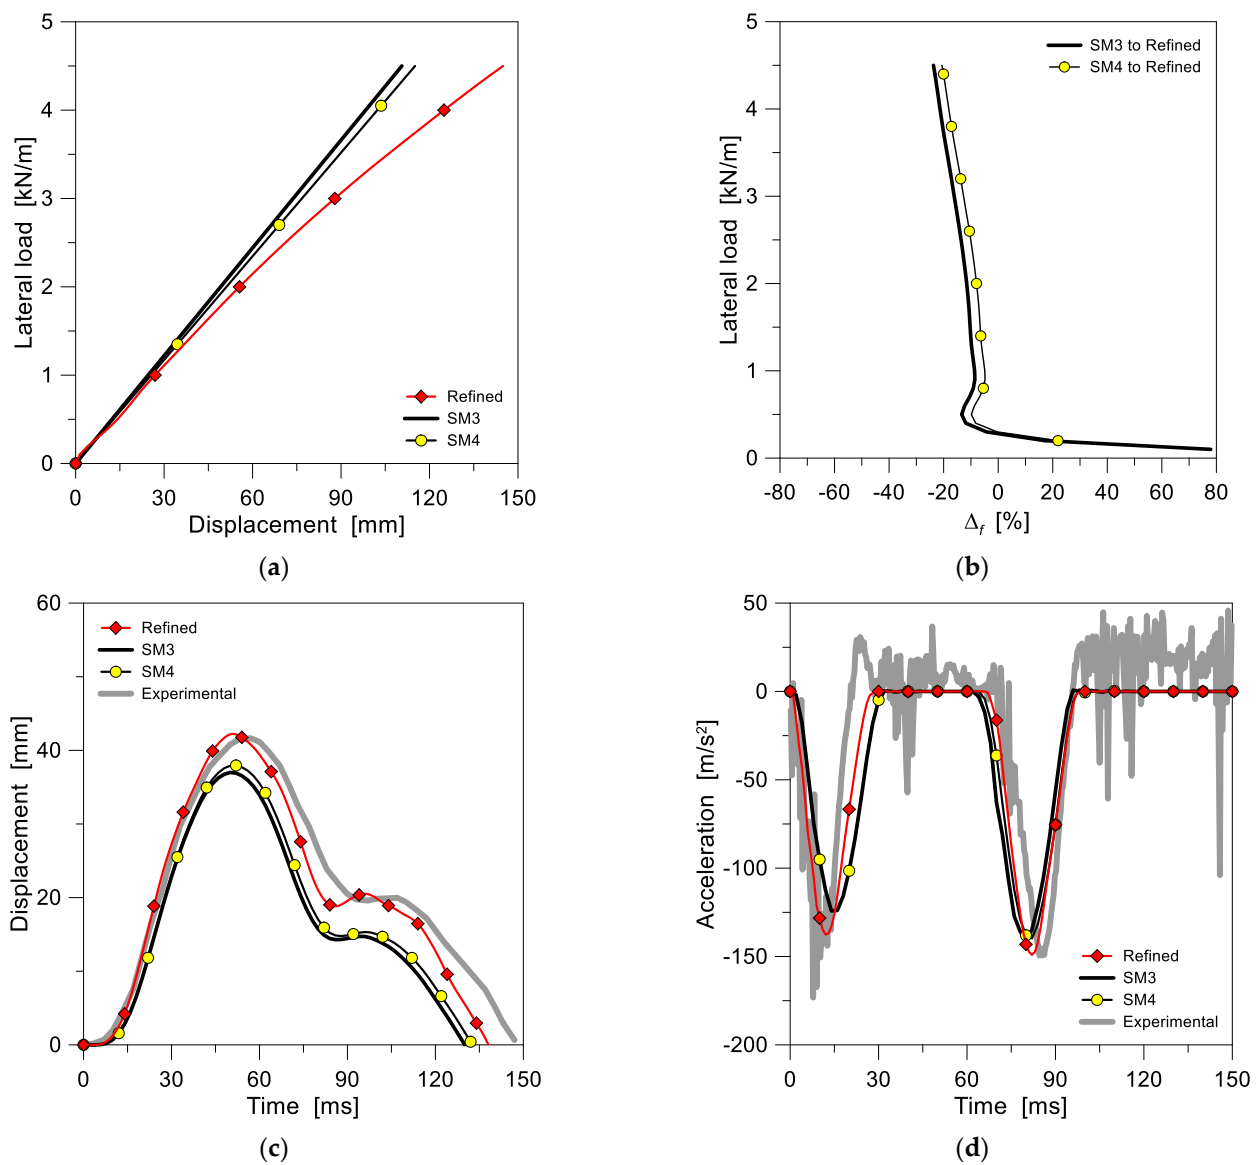 5
4
3
2
1
0
Lateral load [kN/m]
0 30 60 90 120 150
Displacement [mm]
Refined
SM3
SM4
(a)
5
4
3
2
1
0
Lateral load [kN/m]
-80 -60 -40 -20 0 20 40 60 80
Δf [%]
SM3 to Refined
SM4 to Refined
(b)
60
40
20
0
Displacement [mm]
0 30 60 90 120 150
Time [ms]
Refined
SM3
SM4
Experimental
(c)
50
0
-50
-100
-150
-200
Acceleration [m/s²]
0 30 60 90 120 150
Time [ms]
Refined
SM3
SM4
Experimental
(d)